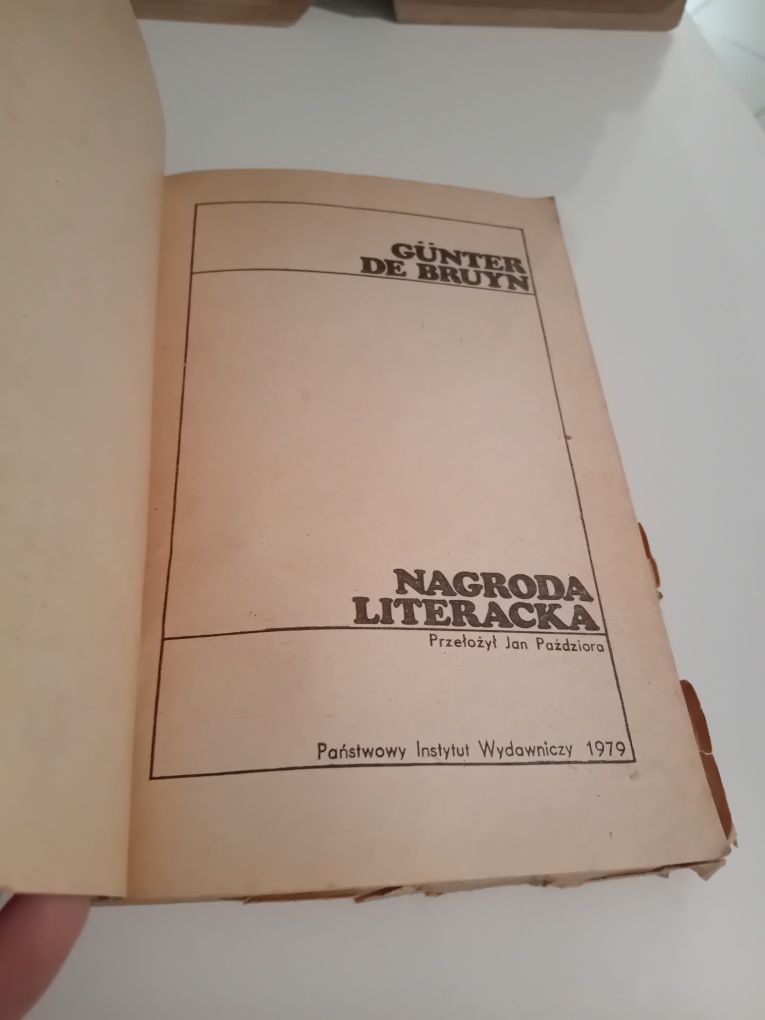 GÜNTER
DE BRUYN
NAGRODA
LITERACKA
Przełożył Jan Paździora
Państwowy Instytut Wydawniczy 1979